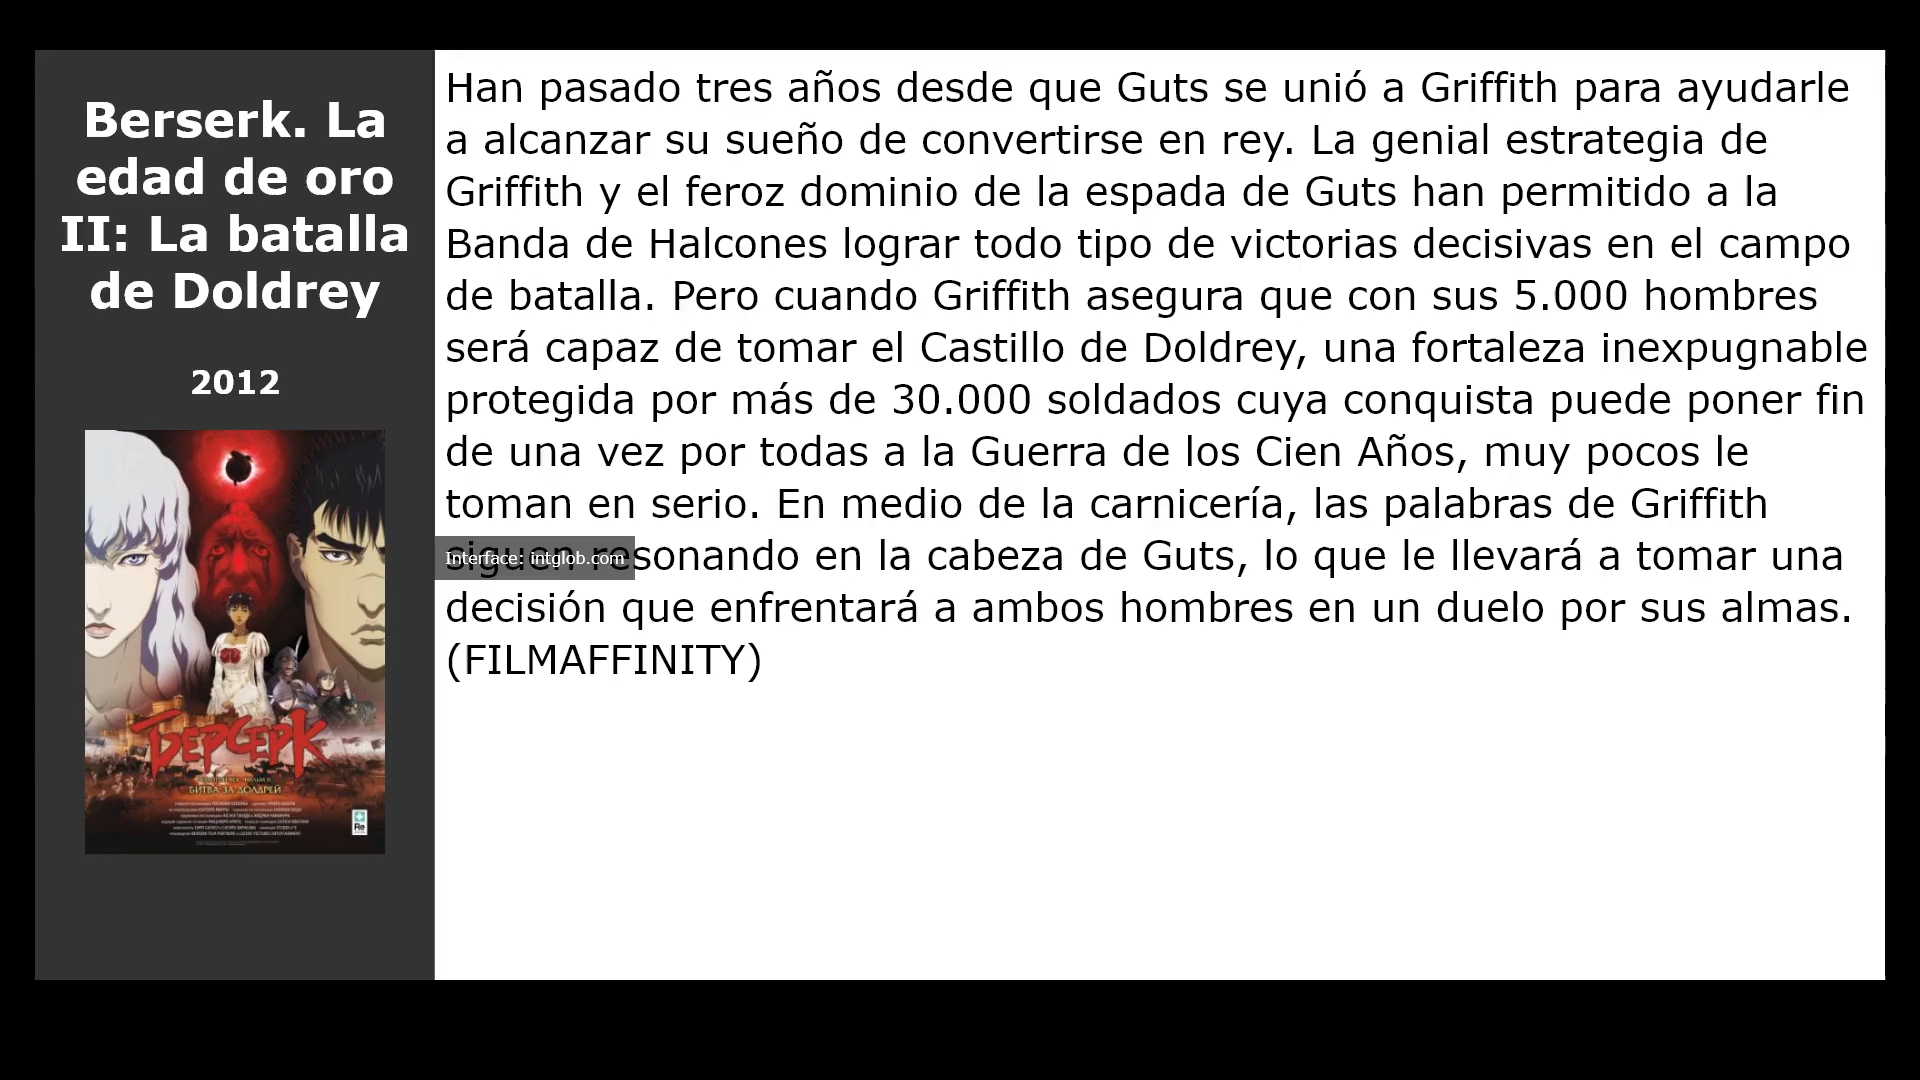 Berserk. La
edad de oro
II: La batalla
de Doldrey
2012
БЕРСЕРК
БИТВА ЗА ДОЛДРЕЙ
Re
Han pasado tres años desde que Guts se unió a Griffith para ayudarle
a alcanzar su sueño de convertirse en rey. La genial estrategia de
Griffith y el feroz dominio de la espada de Guts han permitido a la
Banda de Halcones lograr todo tipo de victorias decisivas en el campo
de batalla. Pero cuando Griffith asegura que con sus 5.000 hombres
será capaz de tomar el Castillo de Doldrey, una fortaleza inexpugnable
protegida por más de 30.000 soldados cuya conquista puede poner fin
de una vez por todas a la Guerra de los Cien Años, muy pocos le
toman en serio. En medio de la carnicería, las palabras de Griffith
siguen resonando en la cabeza de Guts, lo que le llevará a tomar una
Interface: intglob.com
decisión que enfrentará a ambos hombres en un duelo por sus almas.
(FILMAFFINITY)